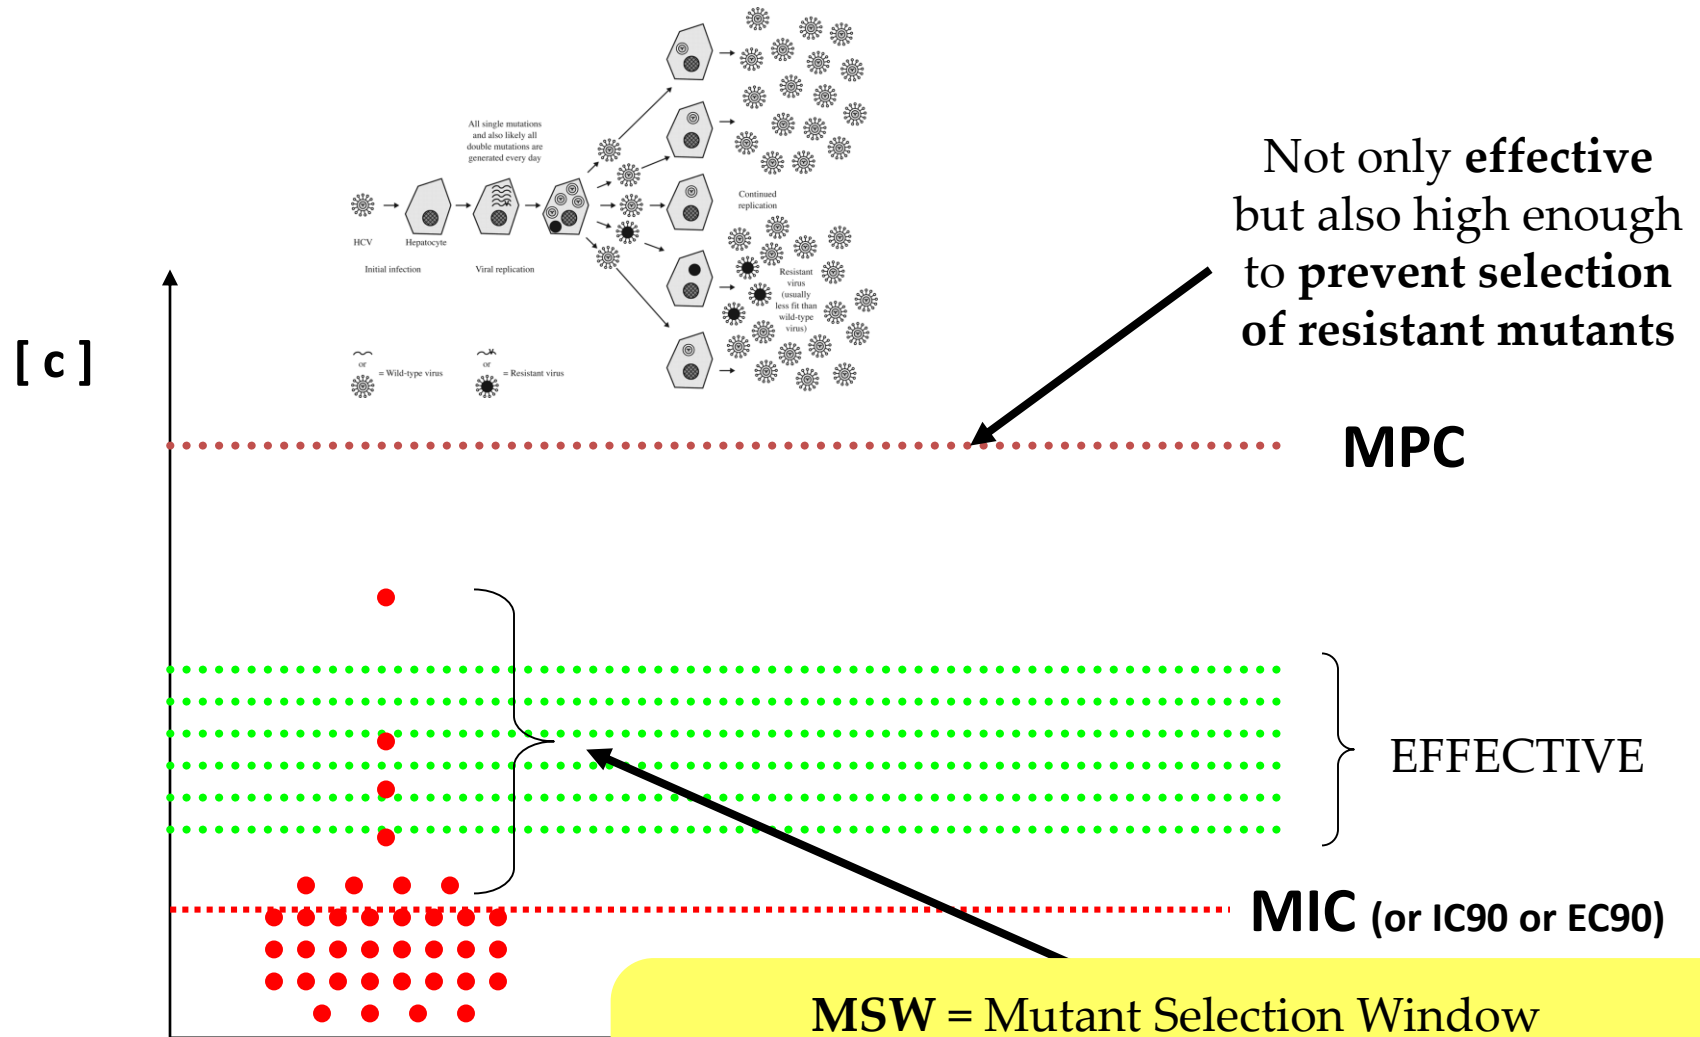 All single mutations
and also likely all
double mutations are
generated every day
HCV
Hepatocyte
Initial infection
Viral replication
Continued
replication
Resistant
virus
(usually
less fit than
wild-type
virus)
or
= Wild-type virus
or
= Resistant virus
Not only effective
but also high enough
to prevent selection
of resistant mutants
[ c ]
MPC
EFFECTIVE
MIC (or IC90 or EC90)
MSW = Mutant Selection Window